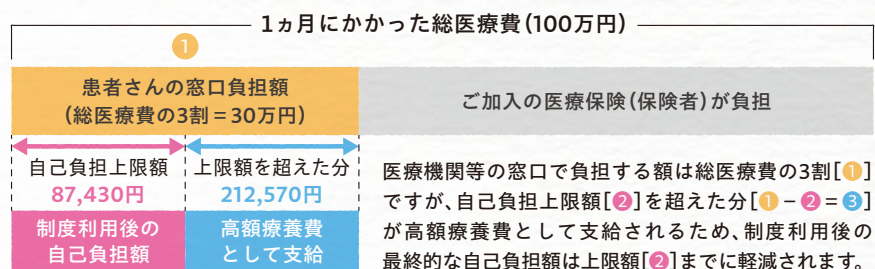 1ヵ月にかかった総医療費(100万円)
1
患者さんの窓口負担額
(総医療費の3割=30万円)
ご加入の医療保険(保険者)が負担
自己負担上限額
87,430円
上限額を超えた分
212,570円
制度利用後の
自己負担額
高額療養費
として支給
医療機関等の窓口で負担する額は総医療費の3割[1]
ですが、自己負担上限額[2]を超えた分[1-2=3]
が高額療養費として支給されるため、制度利用後の
最終的な自己負担額は上限額[2]までに軽減されます。